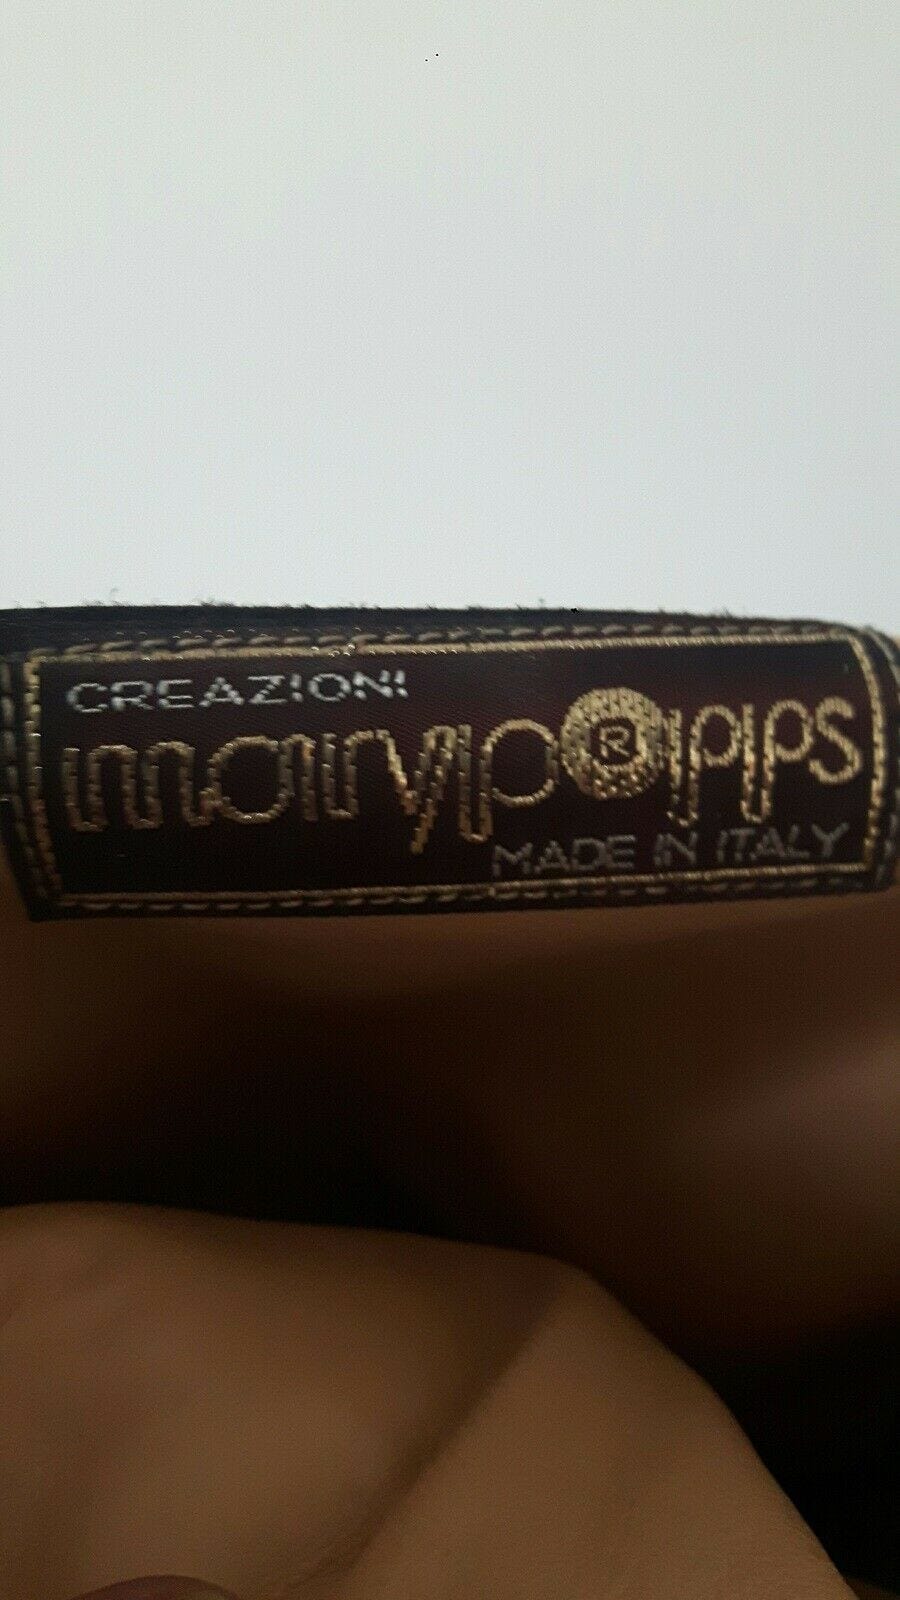 CREAZIONI
marypopps
®
MADE IN ITALY